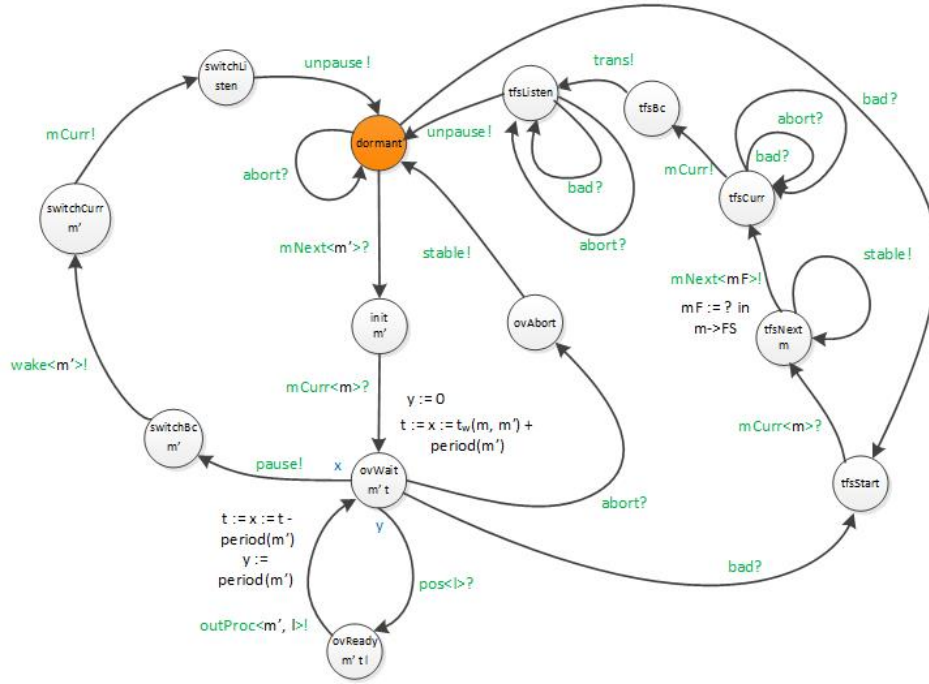 switchLi
sten
unpause!
mCurr!
switchCurr
m’
wake<m’>!
switchBc
m’
pause!
x
dormant
abort?
mNext<m’>?
init
m’
mCurr<m>?
y := 0
t := x := tw(m, m’) +
period(m’)
ovWait
m’ t
y
t := x := t -
period(m’)
y :=
period(m’)
pos<l>?
outProc<m’, l>!
ovReady
m’ t l
stable!
ovAbort
abort?
bad?
unpause!
tfsListen
bad?
abort?
trans!
tfsBc
mCurr!
abort?
bad?
tfsCurr
bad?
mNext<mF>!
mF := ? in
m->FS
stable!
tfsNext
m
mCurr<m>?
tfsStart